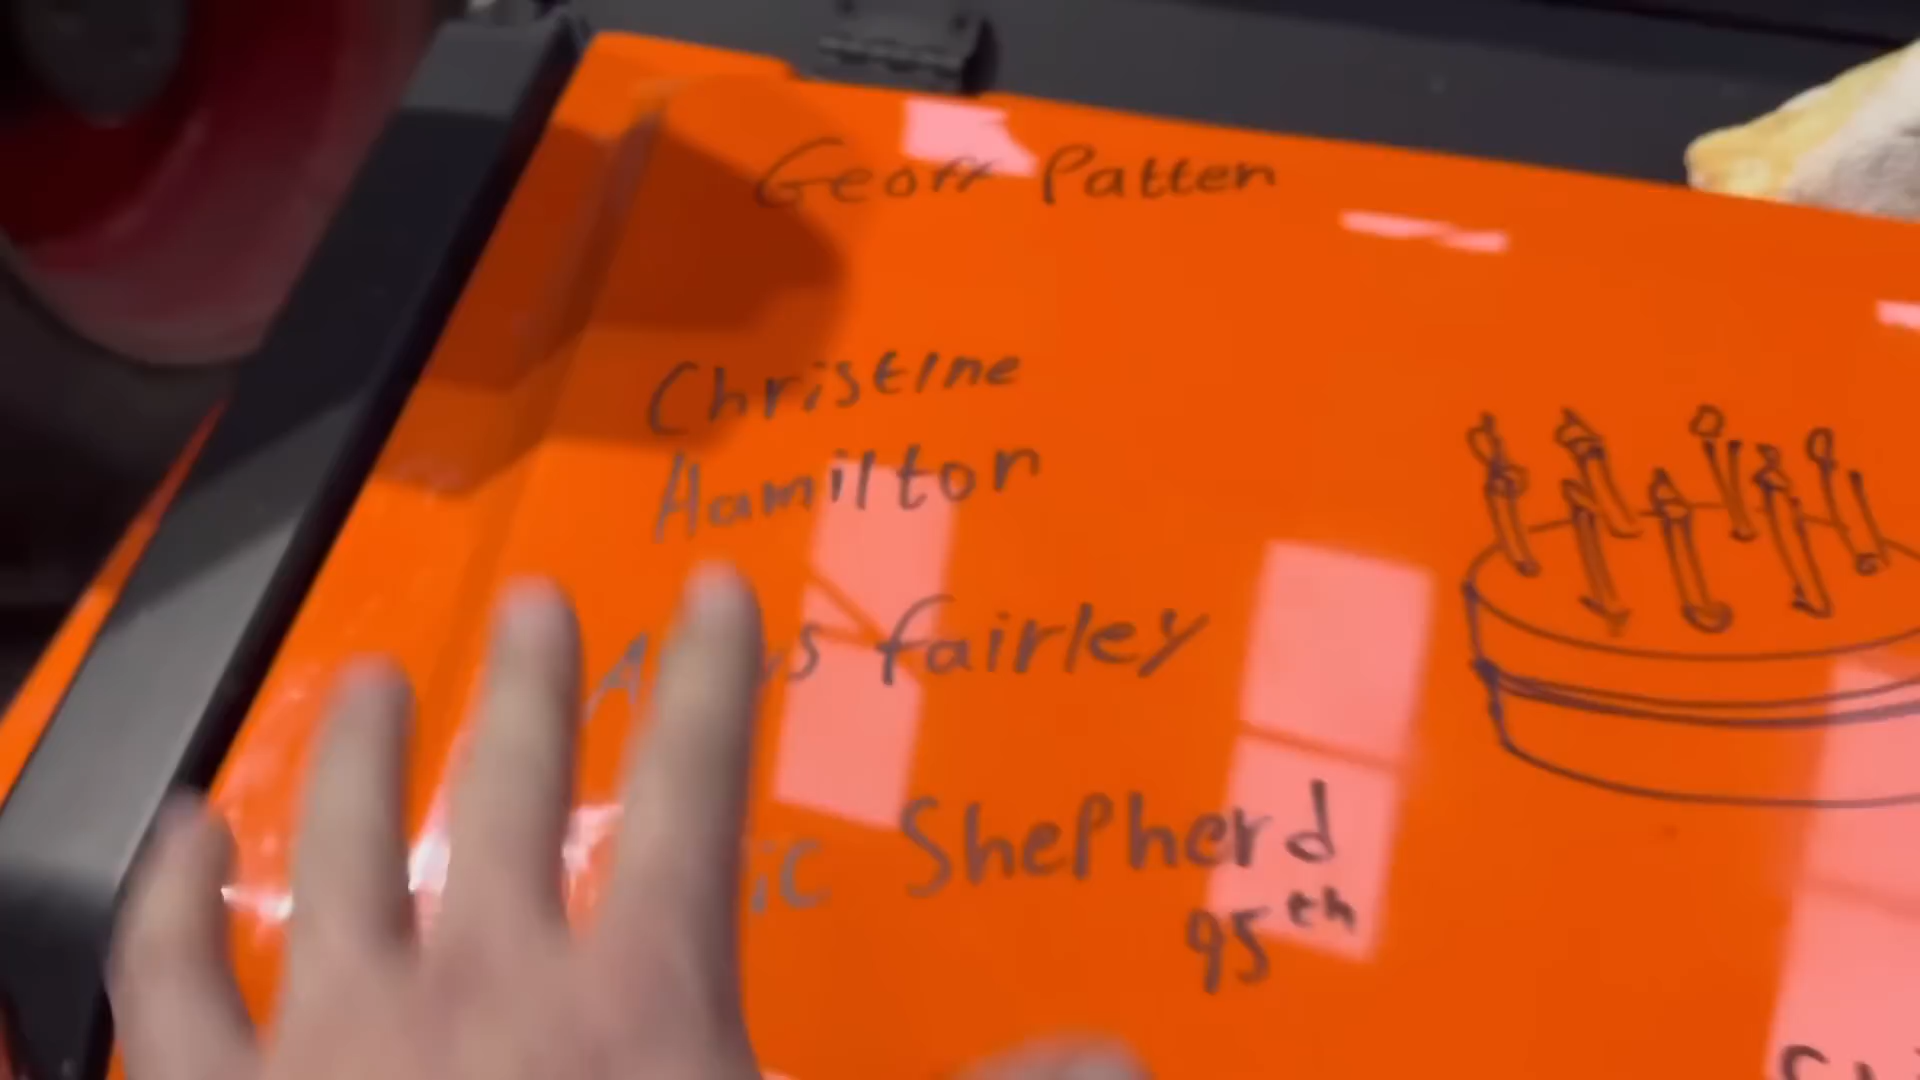 Geoff Patten
Christine
Hamilton
fairley
Shepherd
95th